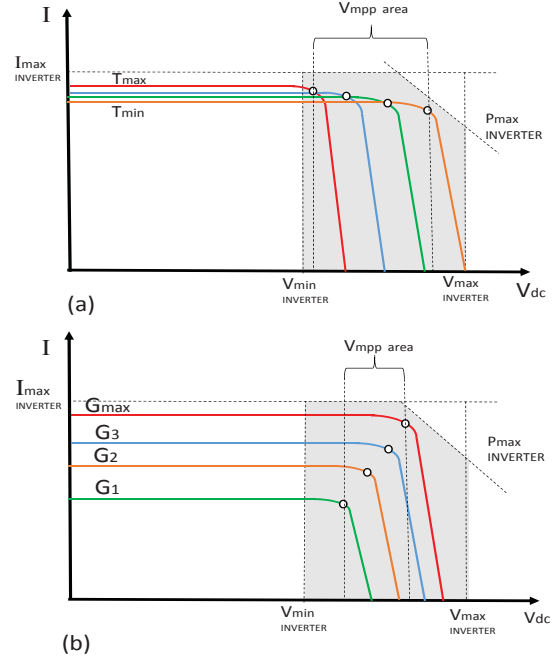 I
Vmpp area
Imax
INVERTER
Tmax
Tmin
Pmax
INVERTER
Vmin
INVERTER
Vmax
INVERTER
Vdc
(a)
I
Vmpp area
Imax
INVERTER
Gmax
G3
G2
G1
Pmax
INVERTER
Vmin
INVERTER
Vmax
INVERTER
Vdc
(b)